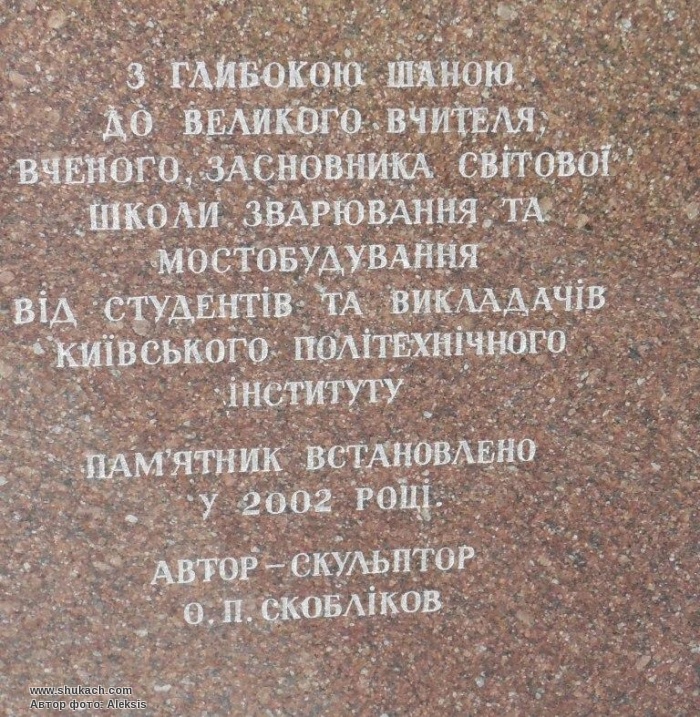 З ГЛИБОКОЮ ШАНОЮ
ДО ВЕЛИКОГО ВЧИТЕЛЯ,
ВЧЕНОГО, ЗАСНОВНИКА СВІТОВОЇ
ШКОЛИ ЗВАРЮВАННЯ ТА
МОСТОБУДУВАННЯ
ВІД СТУДЕНТІВ ТА ВИКЛАДАЧІВ
КИЇВСЬКОГО ПОЛІТЕХНІЧНОГО
ІНСТИТУТУ
ПАМ'ЯТНИК ВСТАНОВЛЕНО
У 2002 РОЦІ.
АВТОР – СКУЛЬПТОР
О. П. СКОБЛІКОВ
www.shukach.com
Автор фото: Aleksis